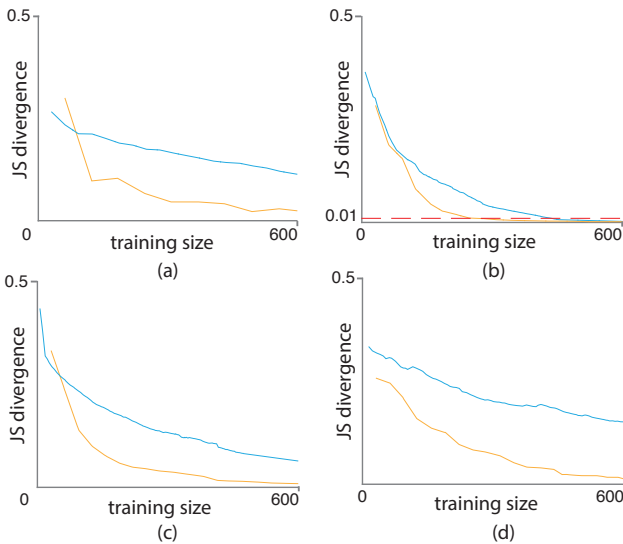 0.5
JS divergence
0
training size
600
(a)
0.5
JS divergence
0.01
0
training size
600
(b)
0.5
JS divergence
0
training size
600
(c)
0.5
JS divergence
0
training size
600
(d)